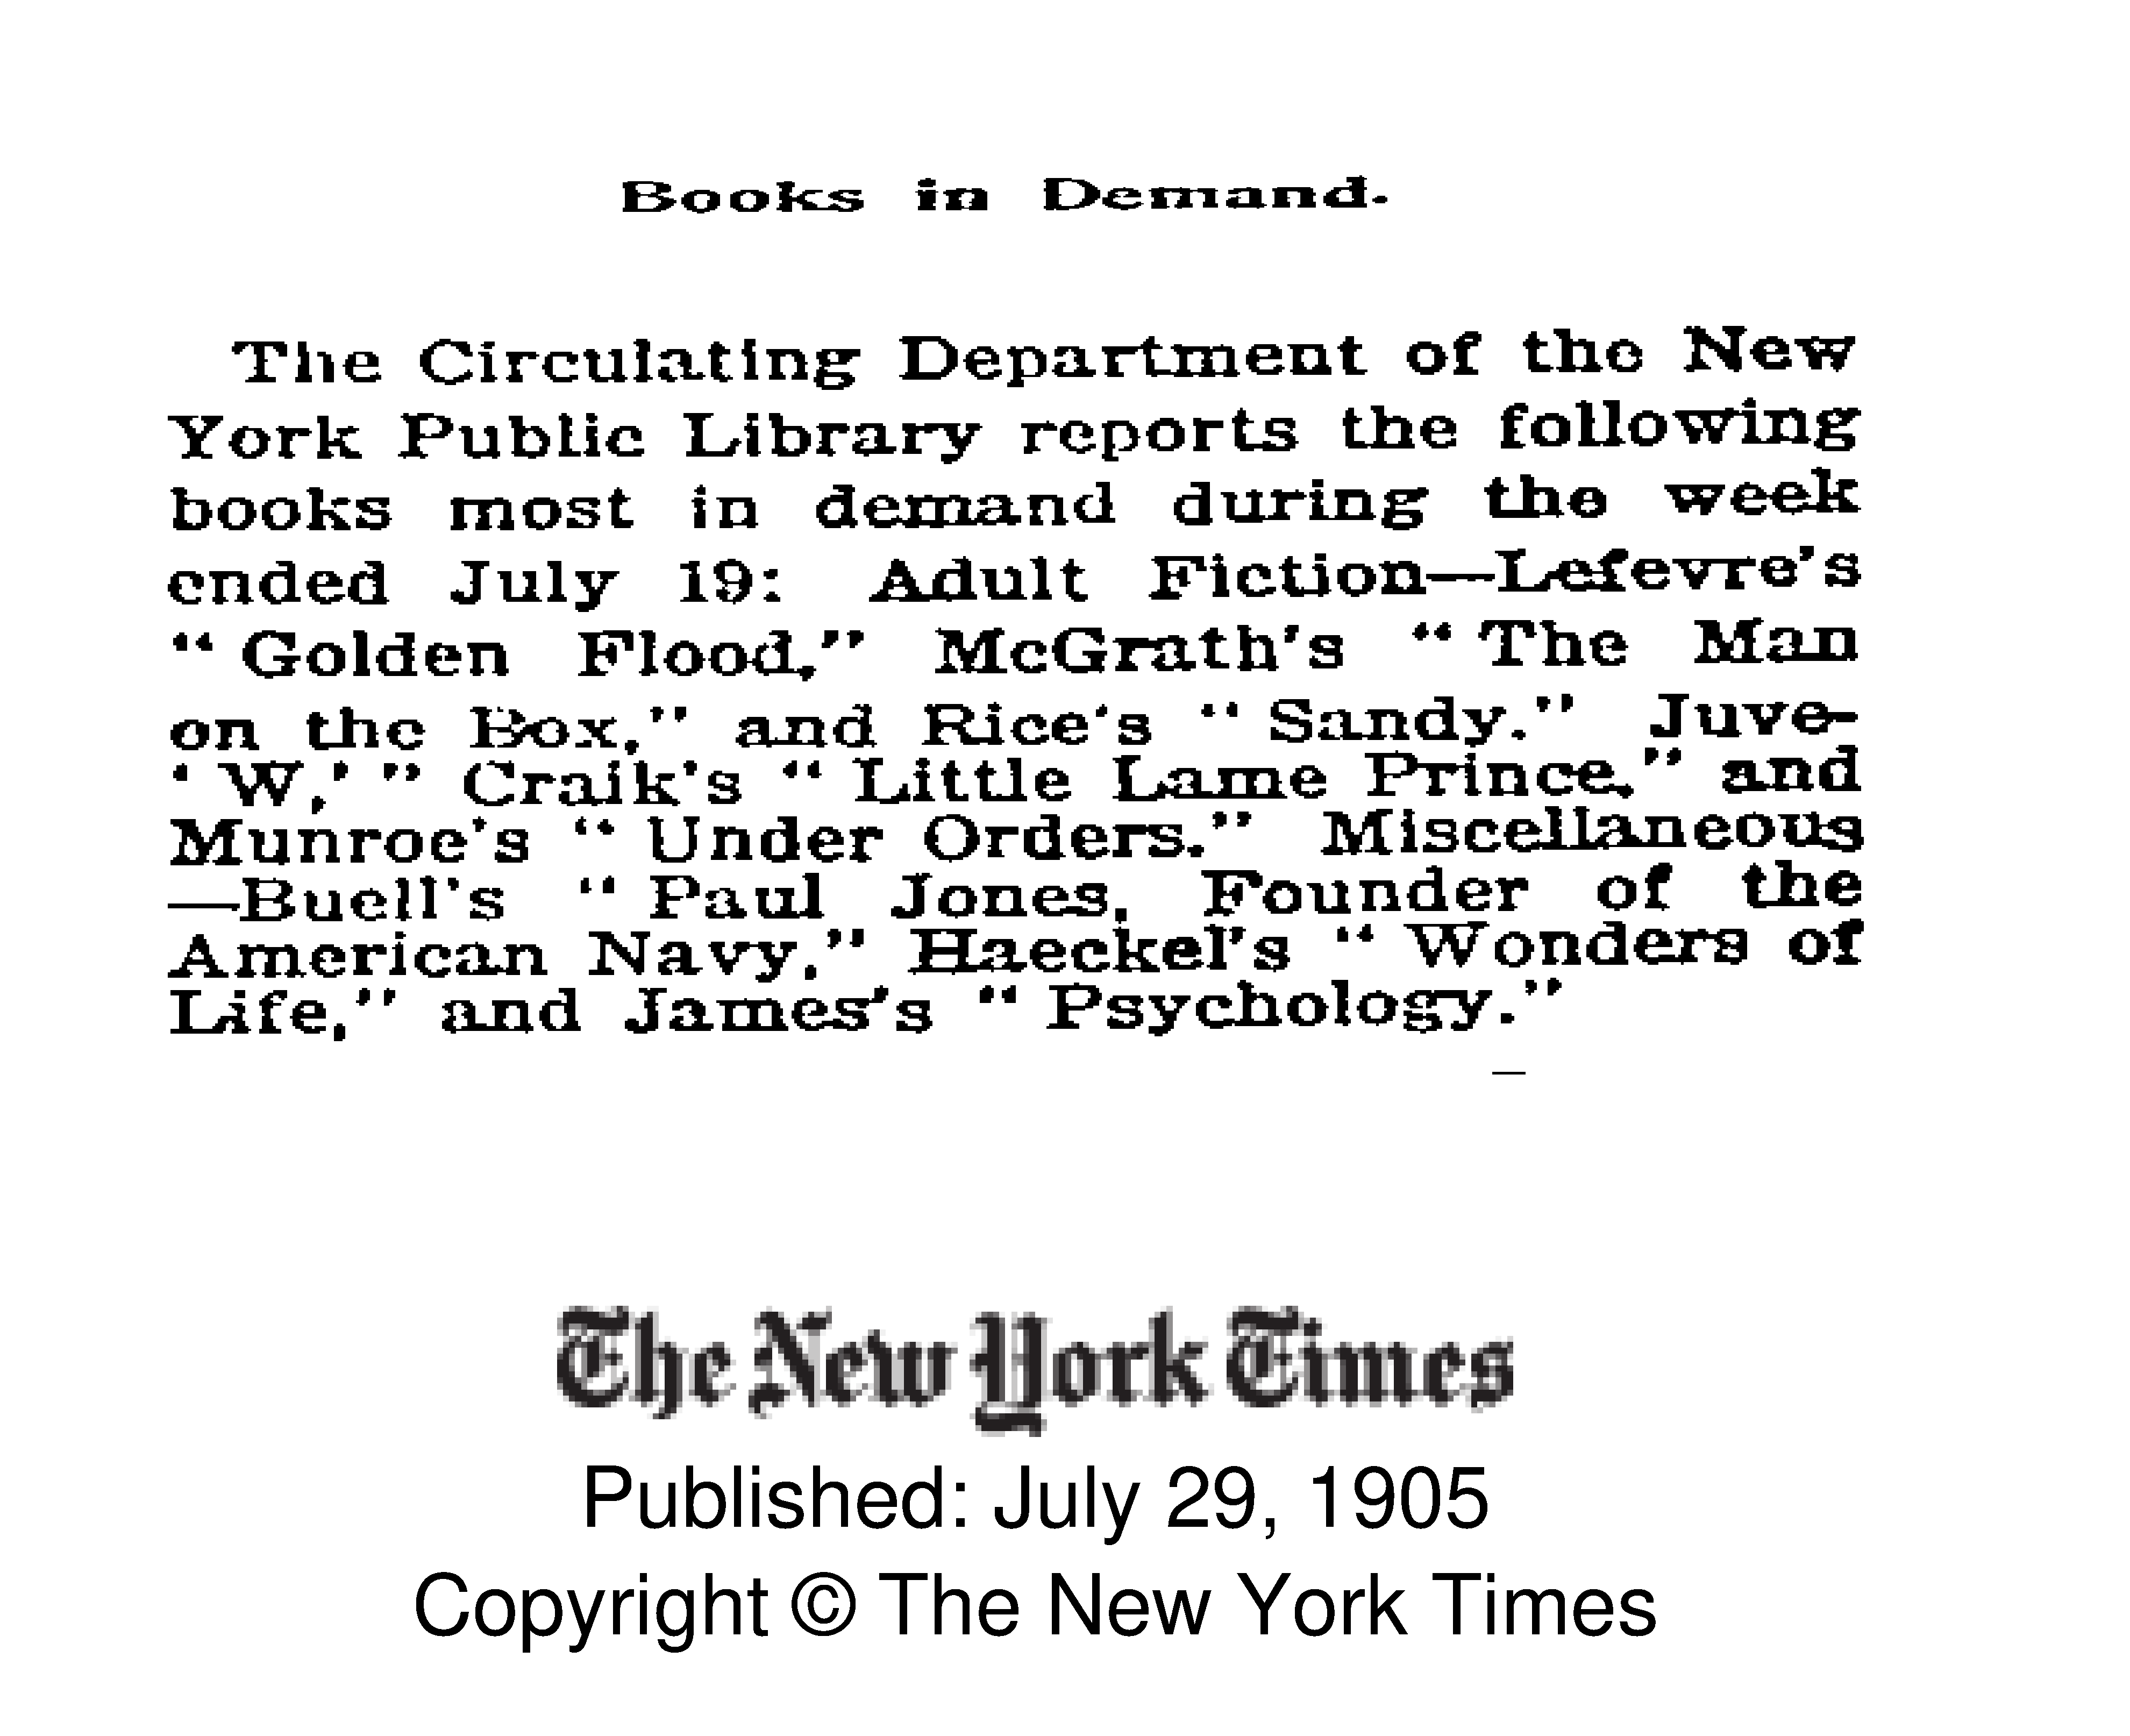 Books in Demand.
The Circulating Department of the New
York Public Library reports the following
books most in demand during the week
ended July 19: Adult Fiction—Lefevre's
“ Golden Flood,” McGrath's “ The Man
on the Box,” and Rice's “ Sandy.” Juve-
‘ W,’ ” Craik's “ Little Lame Prince,” and
Munroe's “ Under Orders.” Miscellaneous
—Buell's “ Paul Jones, Founder of the
American Navy,” Haeckel's “ Wonders of
Life,” and James's “ Psychology.”
The New York Times
Published: July 29, 1905
Copyright © The New York Times